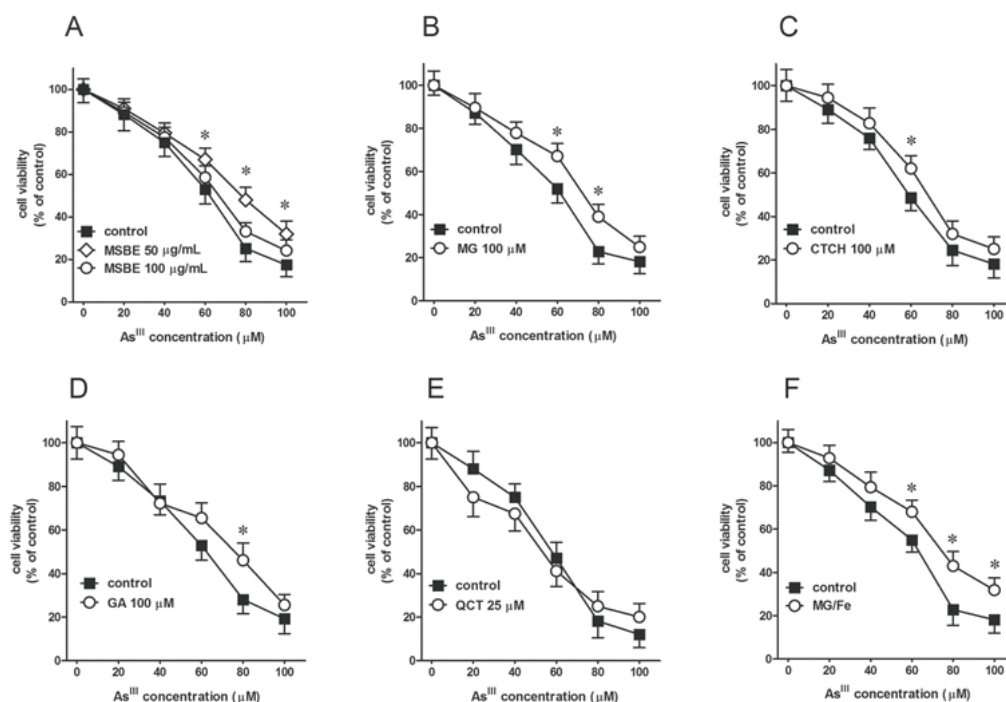 A
cell viability
(% of control)
100
80
60
40
20
0
*
*
*
control
MSBE 50 μg/mL
MSBE 100 μg/mL
0 20 40 60 80 100
AsIII concentration (μM)
B
cell viability
(% of control)
100
80
60
40
20
0
*
*
control
MG 100 μM
0 20 40 60 80 100
AsIII concentration (μM)
C
cell viability
(% of control)
100
80
60
40
20
0
*
control
CTCH 100 μM
0 20 40 60 80 100
AsIII concentration (μM)
D
cell viability
(% of control)
100
80
60
40
20
0
*
control
GA 100 μM
0 20 40 60 80 100
AsIII concentration (μM)
E
cell viability
(% of control)
100
80
60
40
20
0
control
QCT 25 μM
0 20 40 60 80 100
AsIII concentration (μM)
F
cell viability
(% of control)
100
80
60
40
20
0
*
*
*
control
MG/Fe
0 20 40 60 80 100
AsIII concentration (μM)